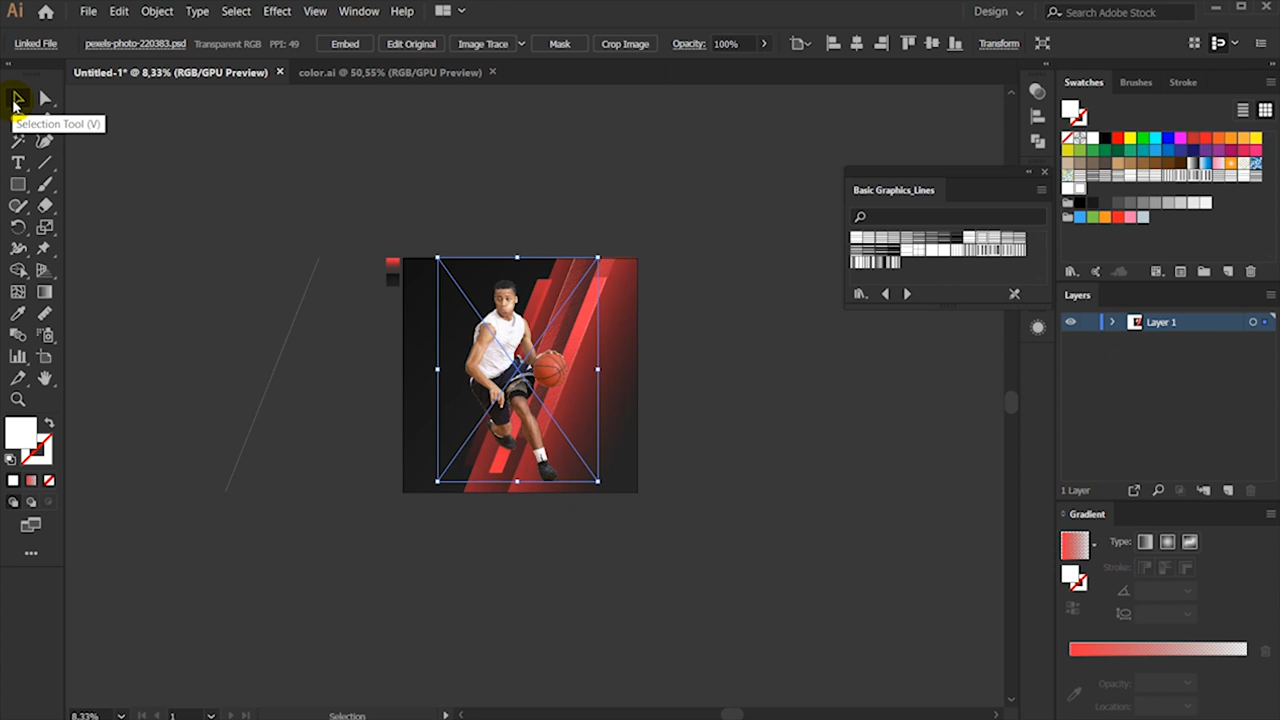 Ai File Edit Object Type Select Effect View Window Help Design Search Adobe Stock
Linked File pexels-photo-220383.psd Transparent RGB PPI: 49 Embed Edit Original Image Trace Mask Crop Image Opacity: 100% Transform
Untitled-1* @ 8,33% (RGB/GPU Preview) × color.ai @ 50,55% (RGB/GPU Preview) ×
Swatches Brushes Stroke
Selection Tool (V)
Basic Graphics_Lines
Layers
Layer 1
1 Layer
Gradient
Type:
Stroke:
Opacity:
Location:
8,33% 1 Selection